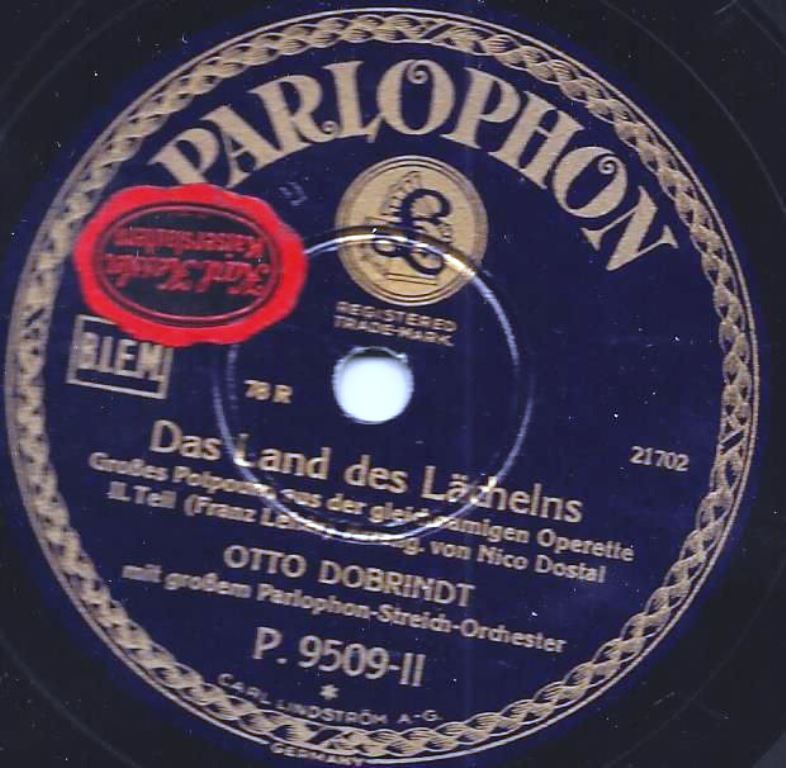 PARLOPHON
£
REGISTERED
TRADE-MARK.
Kaiserslautern
B.I.E.M
78 R
21702
Das Land des Lächelns
Großes Potpourri aus der gleichnamigen Operette
II. Teil (Franz Lehár) von Nico Dostal
OTTO DOBRINDT
mit großem Parlophon-Streich-Orchester
P. 9509-II
*
CARL LINDSTRÖM A-G.
GERMANY